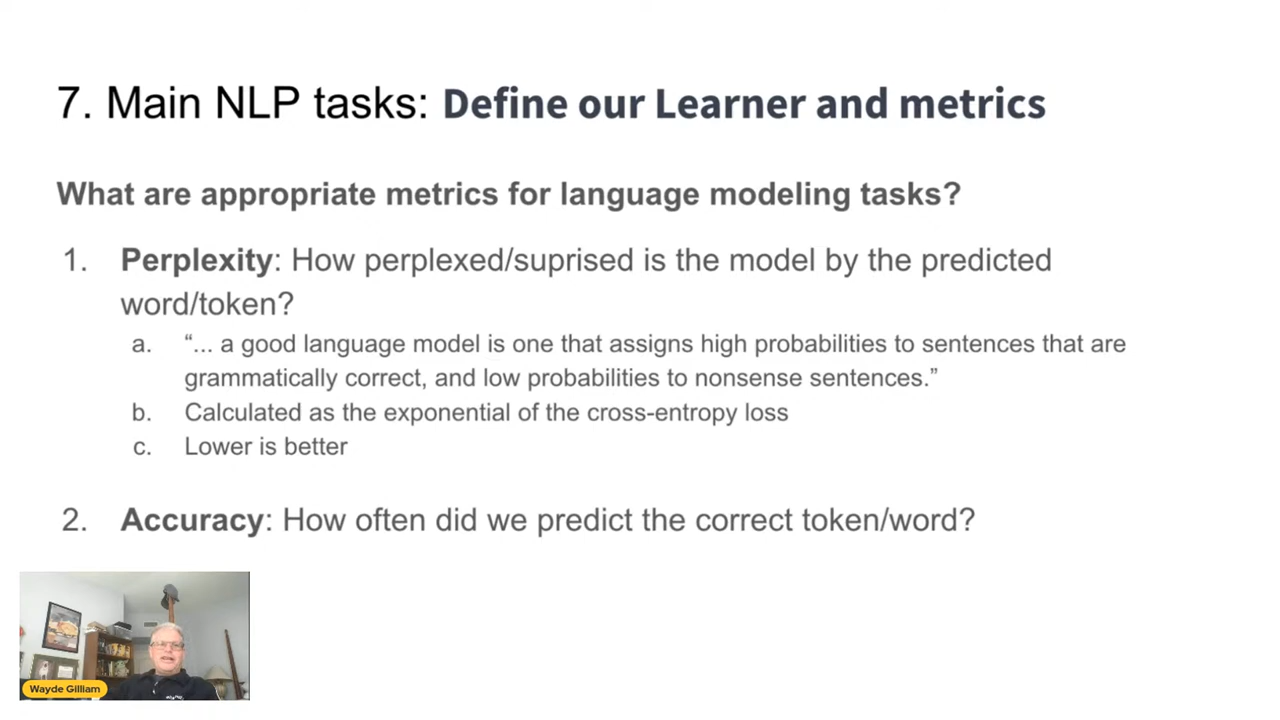 7. Main NLP tasks: Define our Learner and metrics
What are appropriate metrics for language modeling tasks?
1. Perplexity: How perplexed/suprised is the model by the predicted
word/token?
a. “... a good language model is one that assigns high probabilities to sentences that are
grammatically correct, and low probabilities to nonsense sentences.”
b. Calculated as the exponential of the cross-entropy loss
c. Lower is better
2. Accuracy: How often did we predict the correct token/word?
Wayde Gilliam